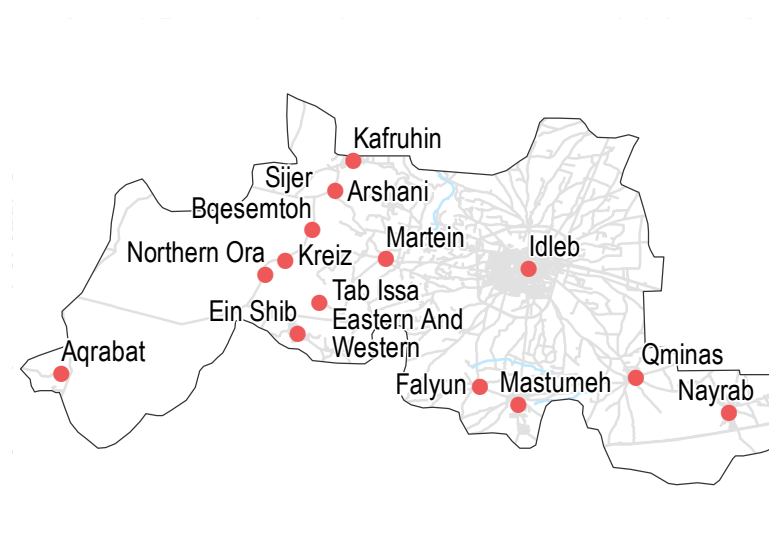 Kafruhin
Sijer
Arshani
Bqesemtoh
Martein
Idleb
Northern Ora
Kreiz
Tab Issa
Eastern And
Western
Ein Shib
Aqrabat
Qminas
Falyun
Mastumeh
Nayrab